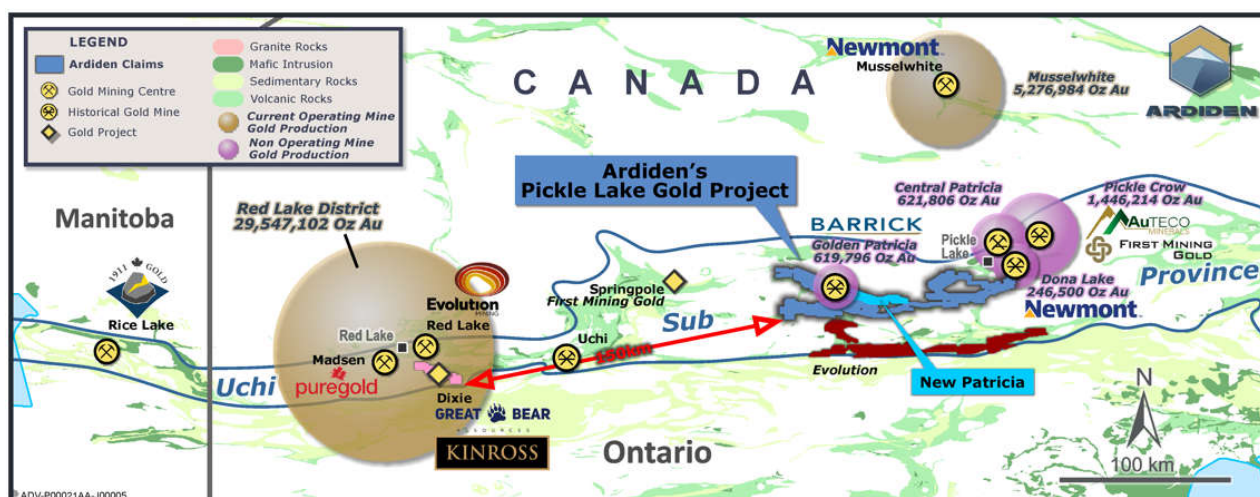 LEGEND
Ardiden Claims
Gold Mining Centre
Historical Gold Mine
Gold Project
Granite Rocks
Mafic Intrusion
Sedimentary Rocks
Volcanic Rocks
Current Operating Mine
Gold Production
Non Operating Mine
Gold Production
CANADA
Newmont
Musselwhite
Musselwhite
5,276,984 Oz Au
ARDIDEN
Ardiden's
Pickle Lake Gold Project
Manitoba
Red Lake District
29,547,102 Oz Au
Central Patricia
621,806 Oz Au
Pickle Crow
1,446,214 Oz Au
AUTECO
MINERALS
FIRST MINING
GOLD
BARRICK
Golden Patricia
619,796 Oz Au
Pickle
Lake
Dona Lake
246,500 Oz Au
Newmont
Province
1911 GOLD
Rice Lake
Evolution
MINING
Springpole
First Mining Gold
Sub
Red Lake
Red Lake
Madsen
puregold
Uchi
150km
Uchi
Dixie
GREAT BEAR
RESOURCES
KINROSS
Evolution
New Patricia
Ontario
N
100 km
ADV-P00021AA-J00005